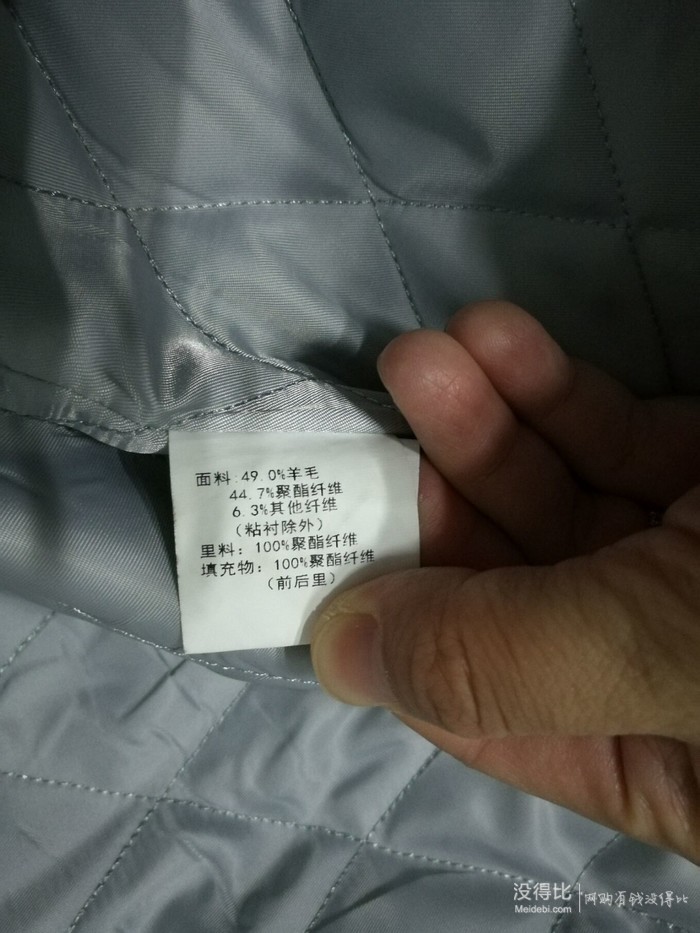 面料:49.0%羊毛
44.7%聚酯纤维
6.3%其他纤维
(粘衬除外)
里料: 100%聚酯纤维
填充物: 100%聚酯纤维
(前后里)
没得比 网购省钱没得比
Meidebi.com